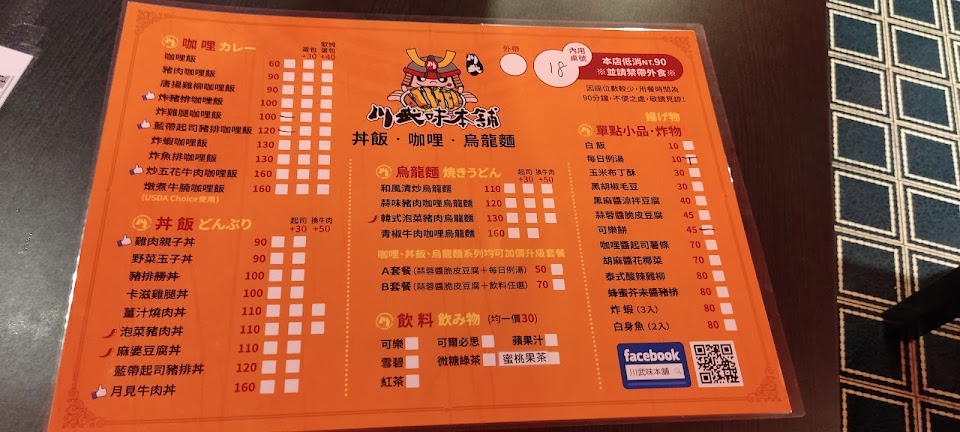 咖哩 カレー
蛋包+30
歐姆蛋包+40
咖哩飯 60
豬肉咖哩飯 90
唐揚雞柳咖哩飯 90
炸豬排咖哩飯 100
炸雞腿咖哩飯 100
藍帶起司豬排咖哩飯 120
炸蝦咖哩飯 130
炸魚排咖哩飯 130
炒五花牛肉咖哩飯 160
燉煮牛腩咖哩飯 160
(USDA Choice使用)
丼飯 どんぶり
起司+30
換牛肉+50
雞肉親子丼 90
野菜玉子丼 90
豬排勝丼 100
卡滋雞腿丼 100
薑汁燒肉丼 110
泡菜豬肉丼 110
麻婆豆腐丼 110
藍帶起司豬排丼 120
月見牛肉丼 160
川武
川武味本舖
丼飯・咖哩・烏龍麵
外帶
內用桌號
18
本店低消NT.90
※並請禁帶外食※
因座位數較少,用餐時間為
90分鐘,不便之處,敬請見諒!
烏龍麵 焼きうどん
起司+30
換牛肉+50
和風清炒烏龍麵 110
蒜味豬肉烏龍麵 120
韓式泡菜豬肉烏龍麵 130
青椒牛肉烏龍麵 160
咖哩、丼飯、烏龍麵系列均可加價升級套餐
A套餐(蒜蓉醬脆皮豆腐+每日例湯) 50
B套餐(蒜蓉醬脆皮豆腐+飲料任選) 70
飲料 飲み物 (均一價30)
可樂
可爾必思
蘋果汁
雪碧
微糖綠茶
蜜桃果茶
紅茶
揚げ物
單點小品・炸物
白飯 10
每日例湯 10
玉米布丁酥 30
黑胡椒毛豆 30
黑麻醬涼拌豆腐 40
蒜蓉醬脆皮豆腐 45
可樂餅 45
咖哩醬起司薯條 70
胡麻醬花椰菜 70
泰式酸辣雞柳 80
蜂蜜芥末醬豬排 80
炸蝦(3入) 80
白身魚(2入) 80
facebook
川武味本舖